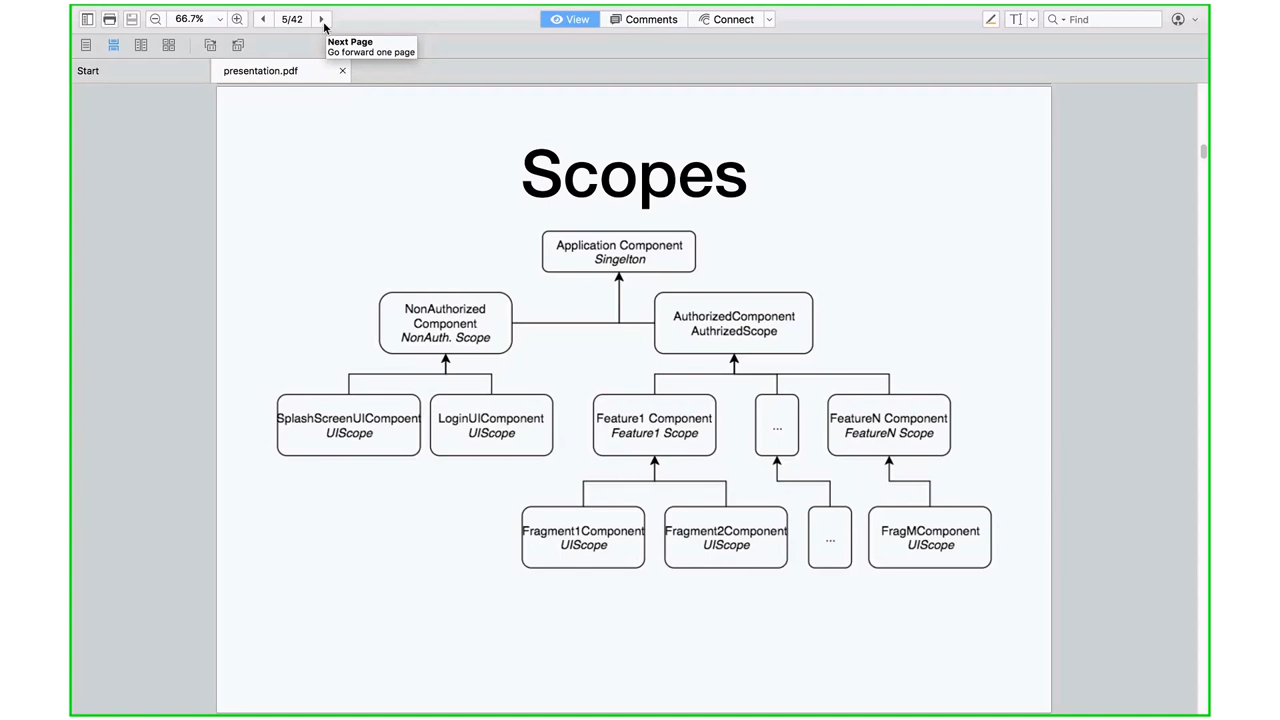 66.7%
5/42
View
Comments
Connect
Find
Next Page
Go forward one page
Start
presentation.pdf
Scopes
Application Component
Singelton
NonAuthorized
Component
NonAuth. Scope
AuthorizedComponent
AuthrizedScope
SplashScreenUICompoent
UIScope
LoginUIComponent
UIScope
Feature1 Component
Feature1 Scope
...
FeatureN Component
FeatureN Scope
Fragment1Component
UIScope
Fragment2Component
UIScope
...
FragMComponent
UIScope